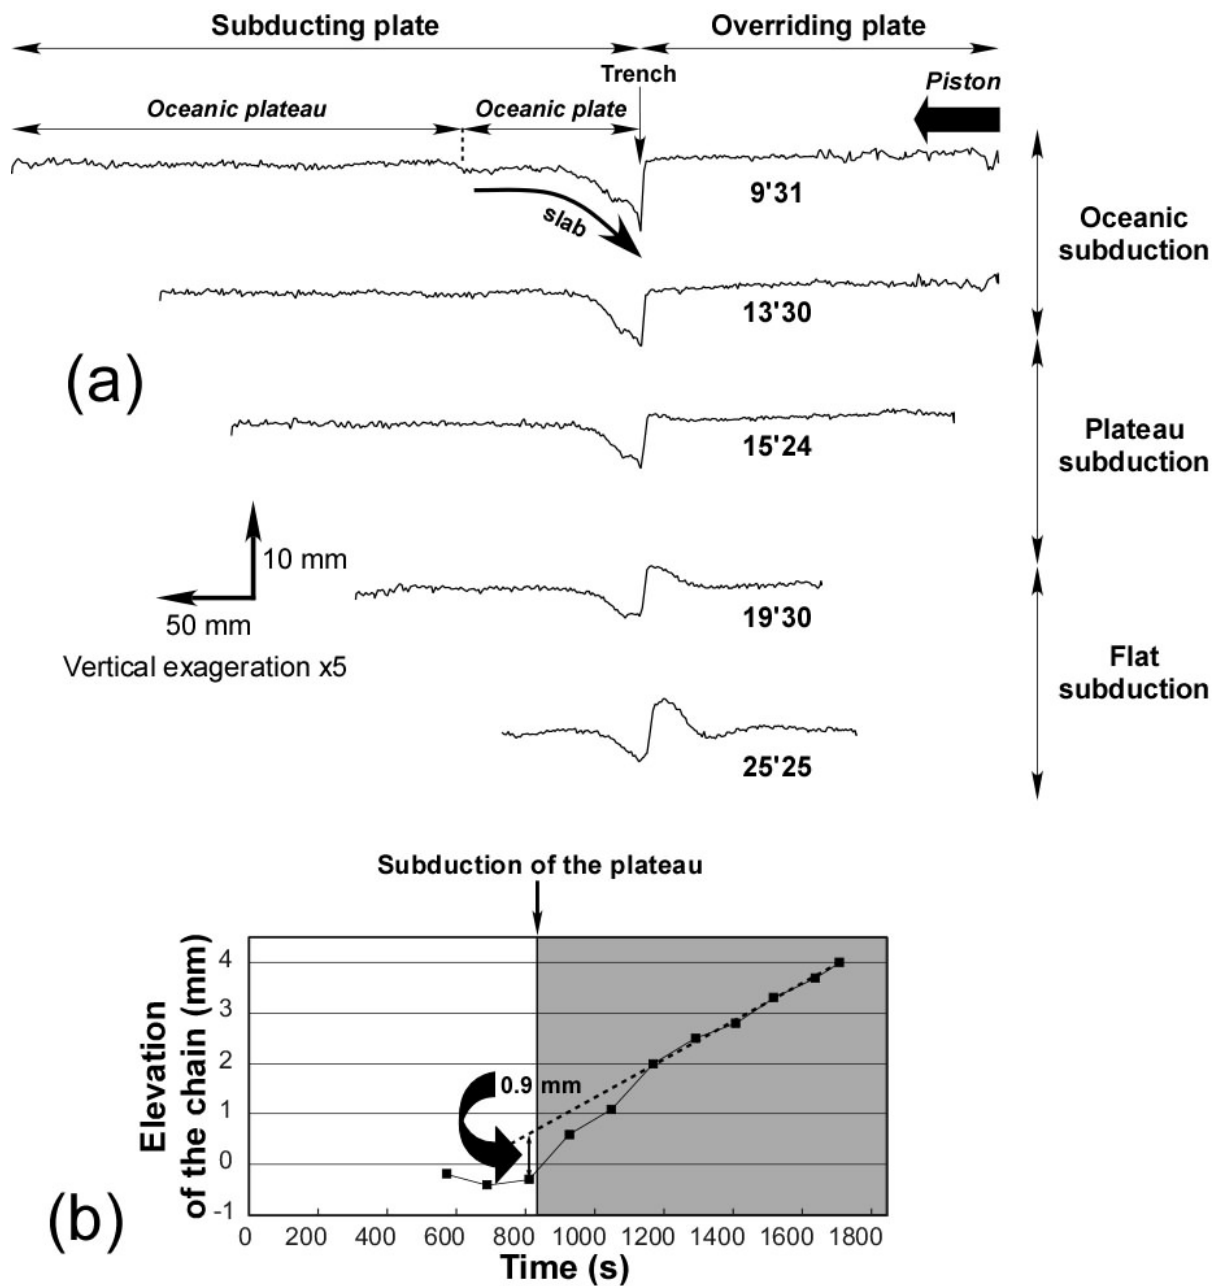 Subducting plate
Overriding plate
Trench
Piston
Oceanic plateau
Oceanic plate
slab
9'31
Oceanic
subduction
13'30
(a)
15'24
Plateau
subduction
10 mm
50 mm
Vertical exageration x5
19'30
Flat
subduction
25'25
Subduction of the plateau
Elevation
of the chain (mm)
4
3
2
1
0
-1
0.9 mm
(b)
0 200 400 600 800 1000 1200 1400 1600 1800
Time (s)